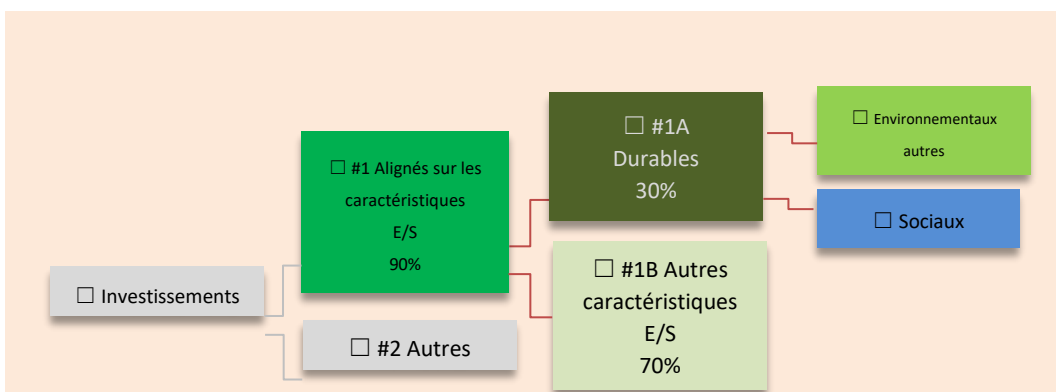 ☐ Investissements
☐ #1 Alignés sur les
caractéristiques
E/S
90%
☐ #2 Autres
☐ #1A
Durables
30%
☐ #1B Autres
caractéristiques
E/S
70%
☐ Environnementaux
autres
☐ Sociaux